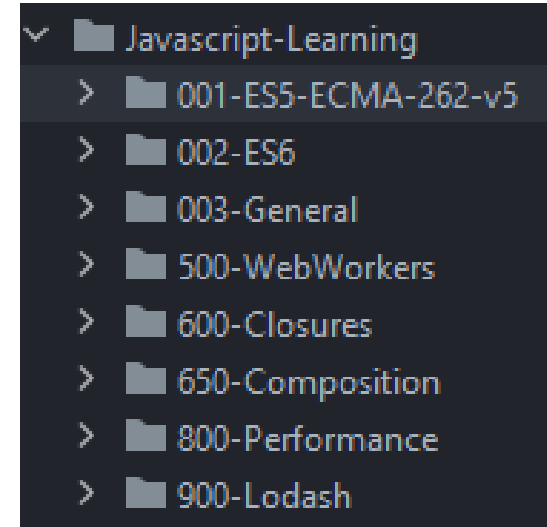 Javascript-Learning
001-ES5-ECMA-262-v5
002-ES6
003-General
500-WebWorkers
600-Closures
650-Composition
800-Performance
900-Lodash